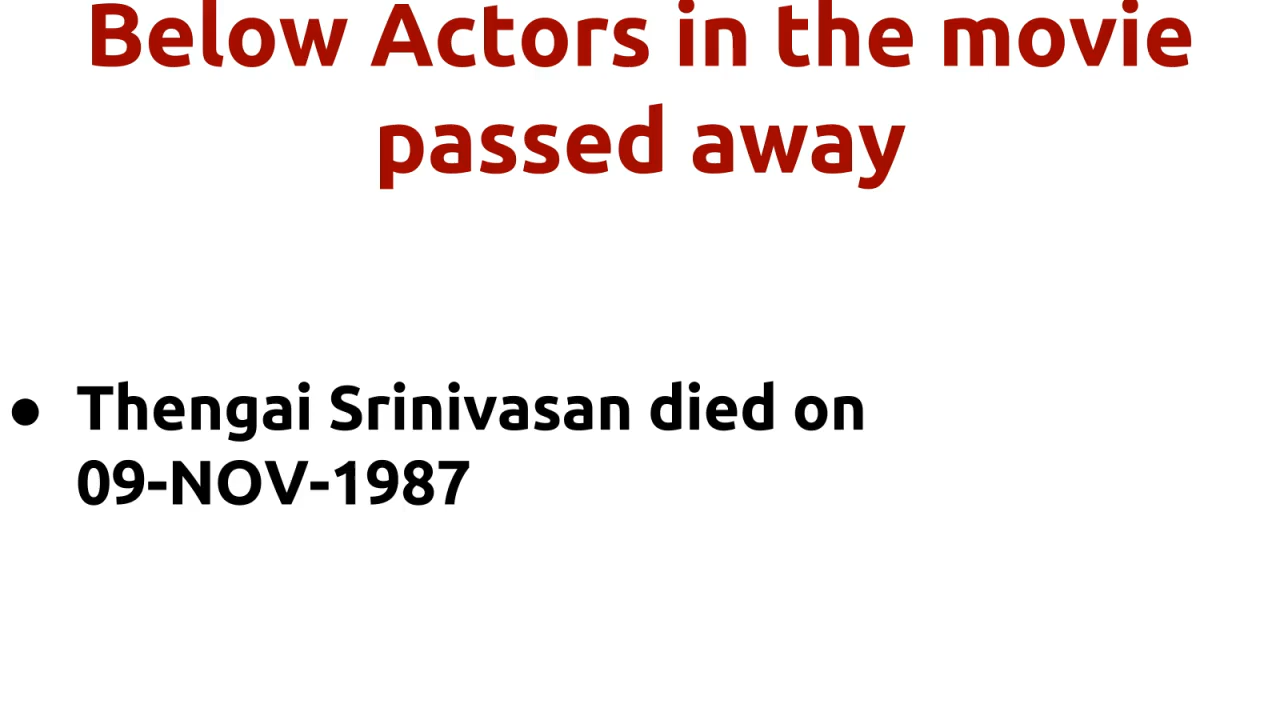 Below Actors in the movie
passed away
● Thengai Srinivasan died on
09-NOV-1987